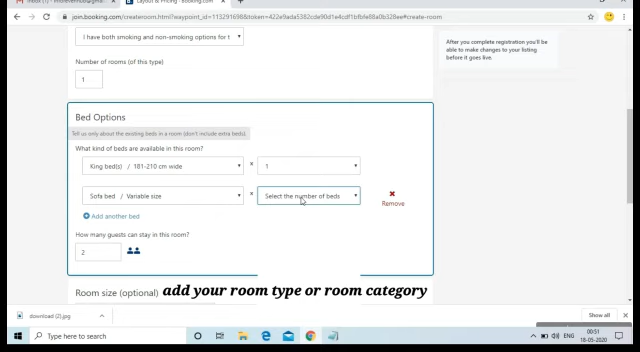 Layout & Pricing - Booking.com
join.booking.com/createroom.html?waypoint_id=113291698&token=422e9ada5382cda90d1e4cdf1bfbfe88a0b328ee#create-room
I have both smoking and non-smoking options for t
After you complete registration you'll be
able to make changes to your listing
before it goes live.
Number of rooms (of this type)
1
Bed Options
Tell us only about the existing beds in a room (don't include extra beds).
What kind of beds are available in this room?
King bed(s) / 181-210 cm wide × 1
Sofa bed / Variable size × Select the number of beds
Remove
Add another bed
How many guests can stay in this room?
2
Room size (optional)
add your room type or room category
download (2).jpg
Show all
Type here to search
ENG
00:51
18-05-2020